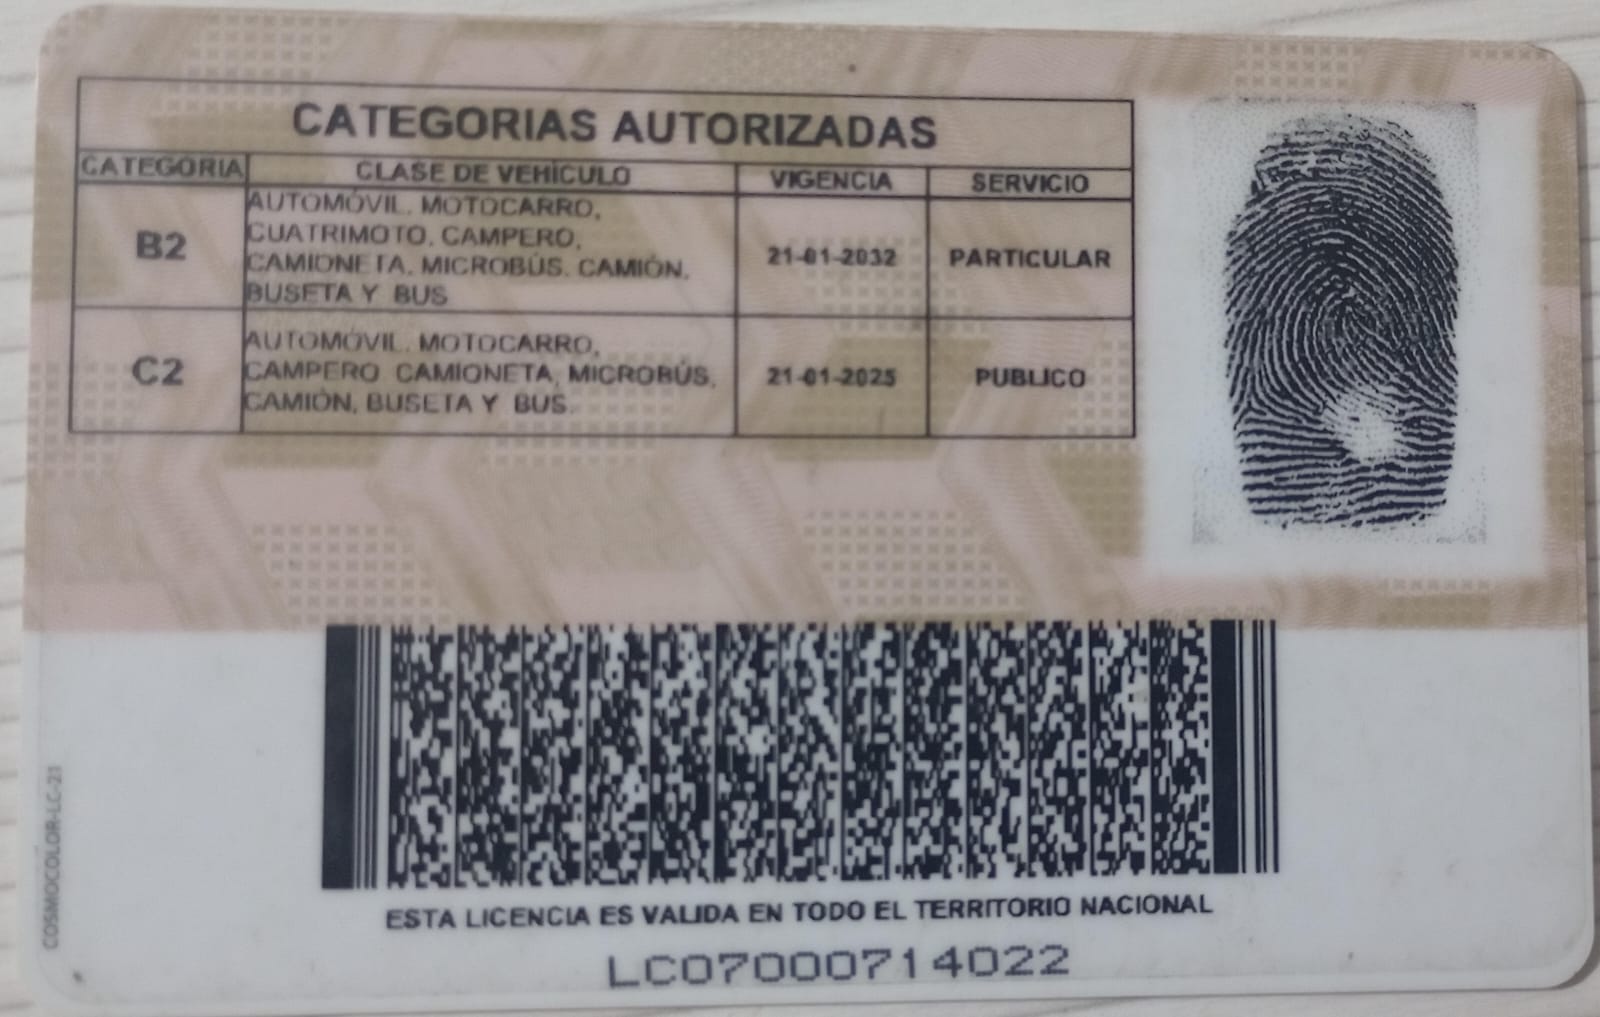 CATEGORIAS AUTORIZADAS
CATEGORIA CLASE DE VEHÍCULO VIGENCIA SERVICIO
B2 AUTOMÓVIL. MOTOCARRO, CUATRIMOTO, CAMPERO, CAMIONETA, MICROBÚS. CAMIÓN, BUSETA Y BUS 21-01-2032 PARTICULAR
C2 AUTOMÓVIL. MOTOCARRO, CAMPERO CAMIONETA, MICROBÚS, CAMIÓN, BUSETA Y BUS. 21-01-2025 PUBLICO
ESTA LICENCIA ES VALIDA EN TODO EL TERRITORIO NACIONAL
LC07000714022
COSMOCOLOR-LC-21